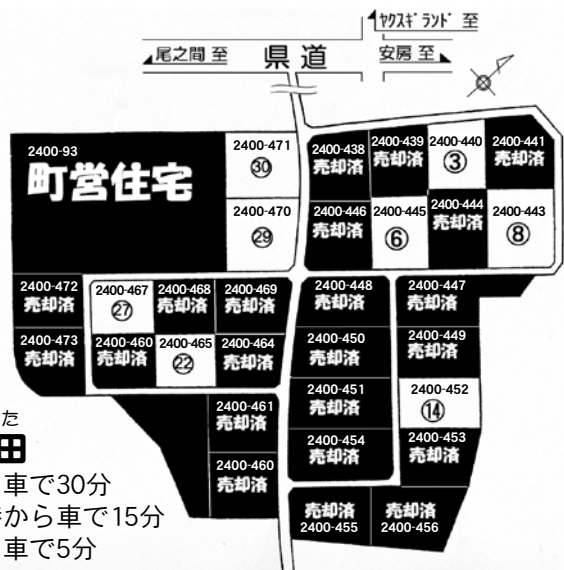 ヤクスギランド 至
尾之間 至
県道
安房 至
2400-93
町営住宅
2400-471
㉚
2400-470
㉙
2400-438
売却済
2400-439
売却済
2400-440
③
2400-441
売却済
2400-446
売却済
2400-445
⑥
2400-444
売却済
2400-443
⑧
2400-472
売却済
2400-467
㉗
2400-468
売却済
2400-469
売却済
2400-448
売却済
2400-447
売却済
2400-473
売却済
2400-460
売却済
2400-465
㉒
2400-464
売却済
2400-450
売却済
2400-449
売却済
2400-451
売却済
2400-452
⑭
2400-461
売却済
2400-454
売却済
2400-453
売却済
2400-460
売却済
売却済
2400-455
売却済
2400-456
た
田
車で30分
から車で15分
車で5分